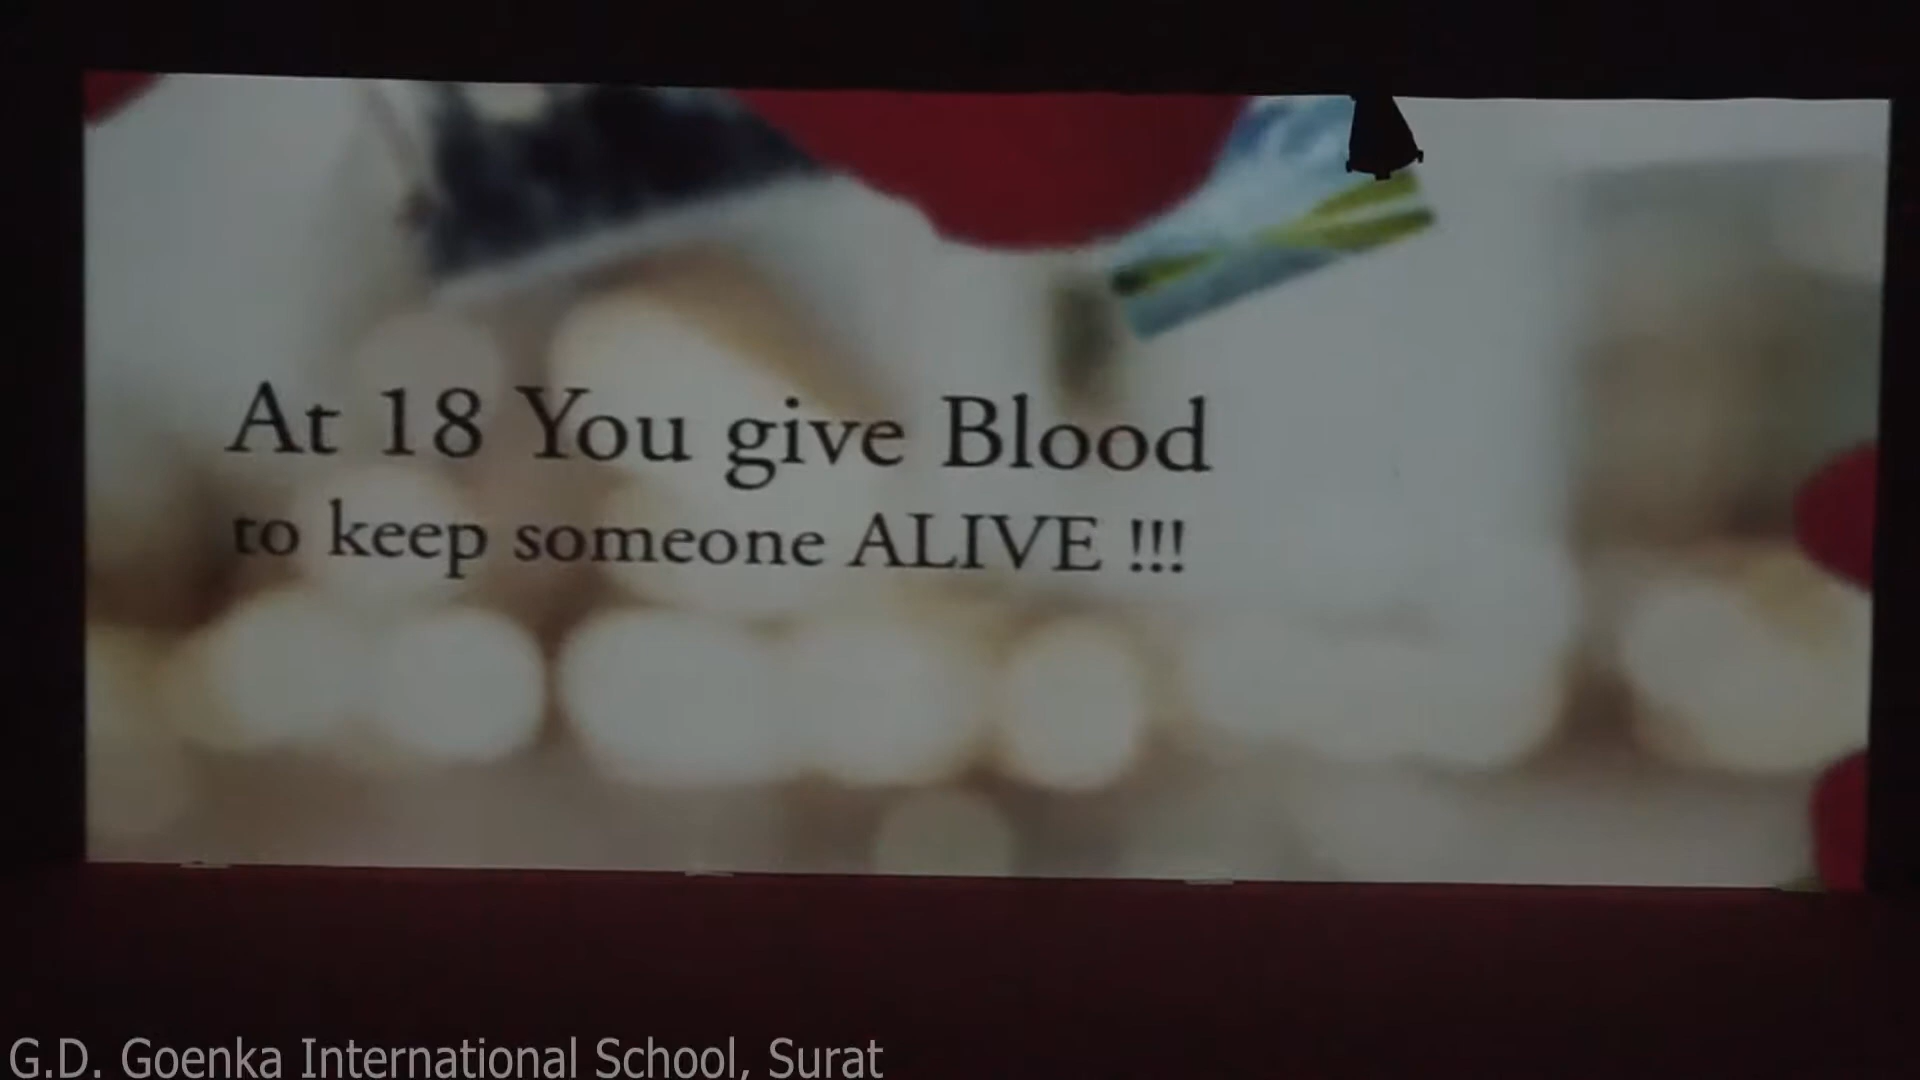 At 18 You give Blood
to keep someone ALIVE !!!
G.D. Goenka International School, Surat